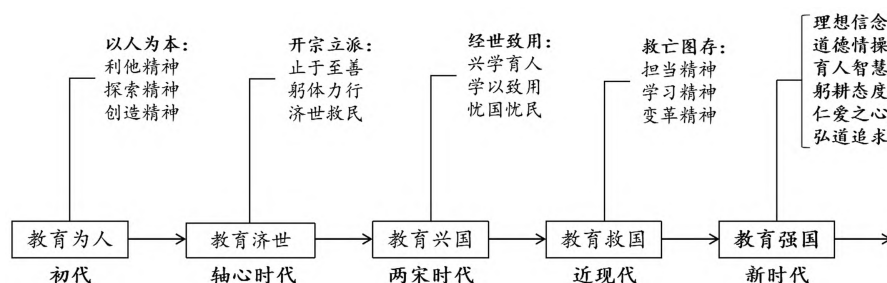 以人为本：
利他精神
探索精神
创造精神
开宗立派：
止于至善
躬体力行
济世救民
经世致用：
兴学育人
学以致用
忧国忧民
救亡图存：
担当精神
学习精神
变革精神
理想信念
道德情操
育人智慧
躬耕态度
仁爱之心
弘道追求
教育为人
教育济世
教育兴国
教育救国
教育强国
初代
轴心时代
两宋时代
近现代
新时代